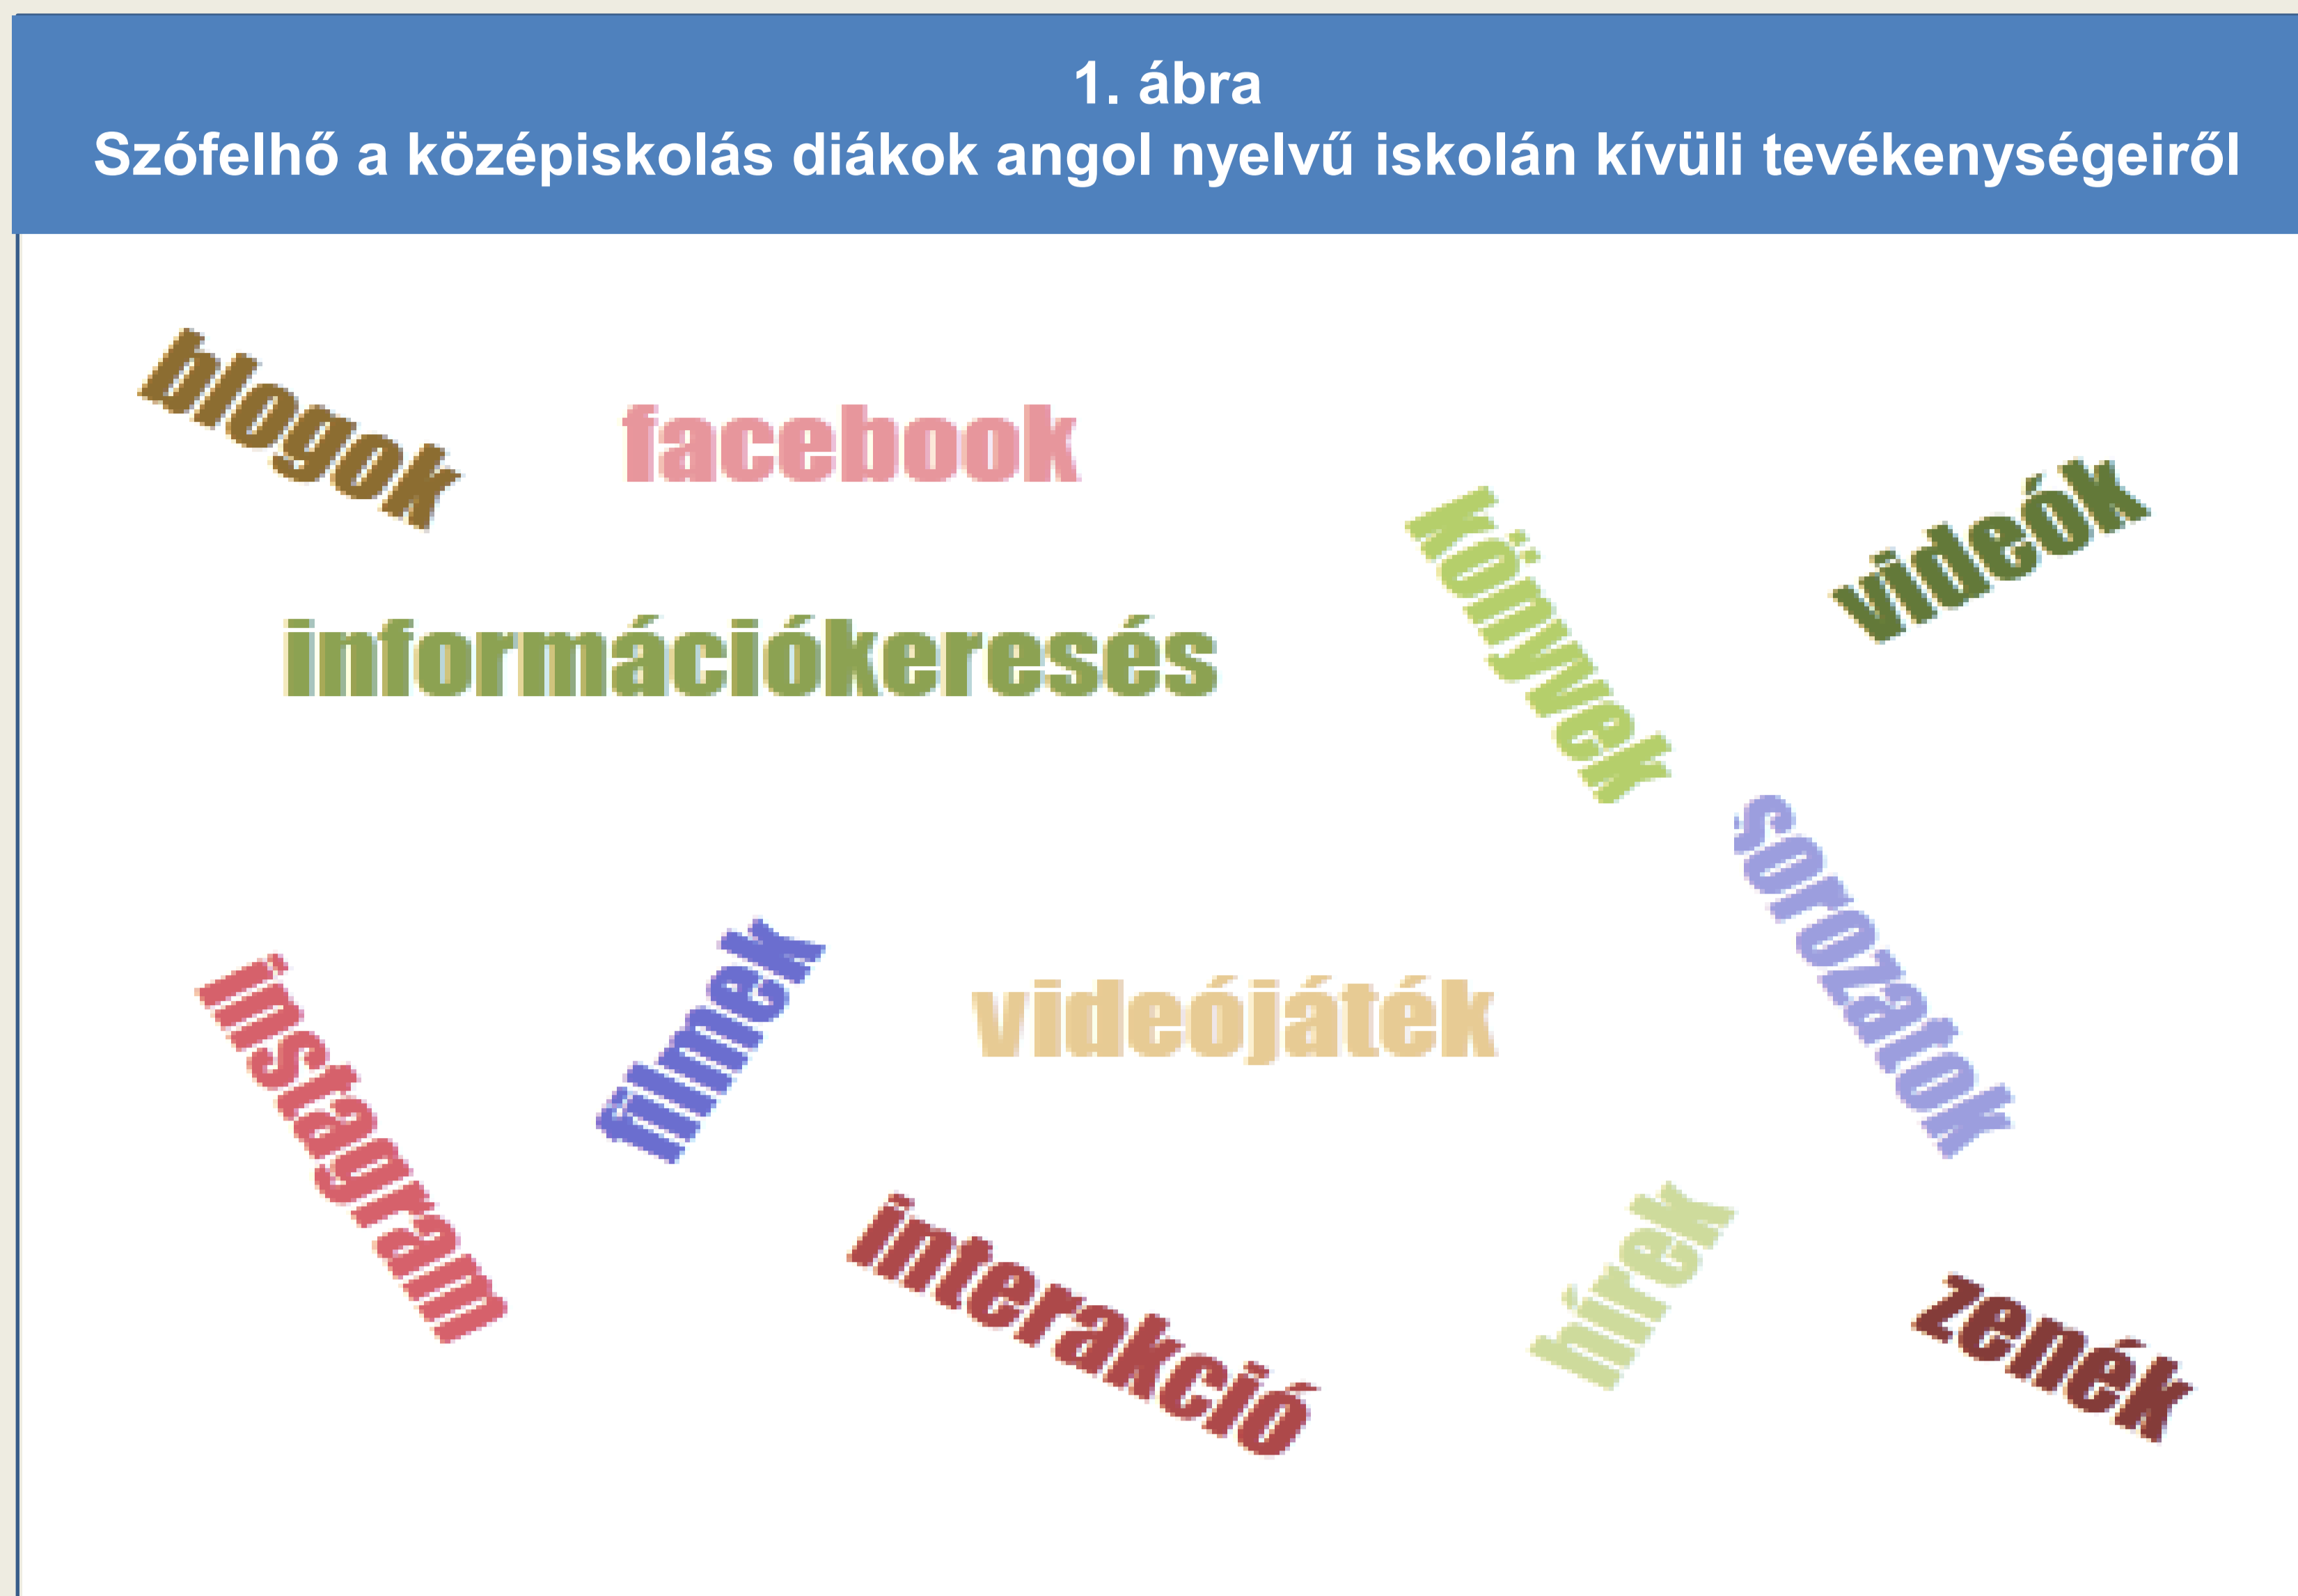 1. ábra
Szófelhő a középiskolás diákok angol nyelvű iskolán kívüli tevékenységeiről
blogok
facebook
könyvek
videók
információkeresés
sorozatok
filmek
instagram
videójáték
interakció
hírek
zenék